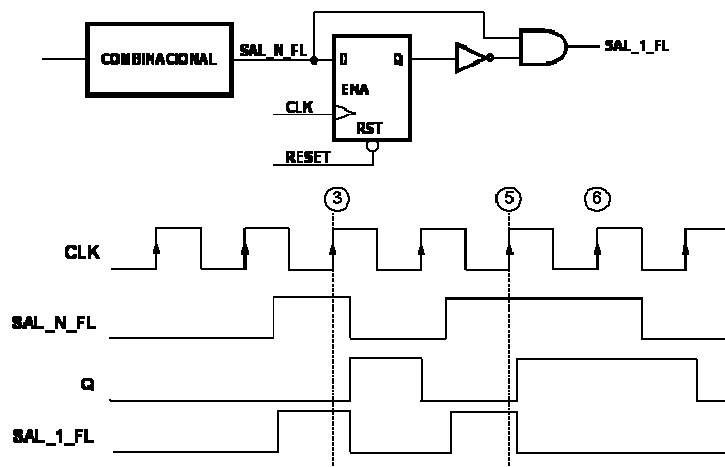 COMBINACIONAL
SAL_N_FL
D
Q
ENA
CLK
RST
RESET
SAL_1_FL
3
5
6
CLK
SAL_N_FL
Q
SAL_1_FL